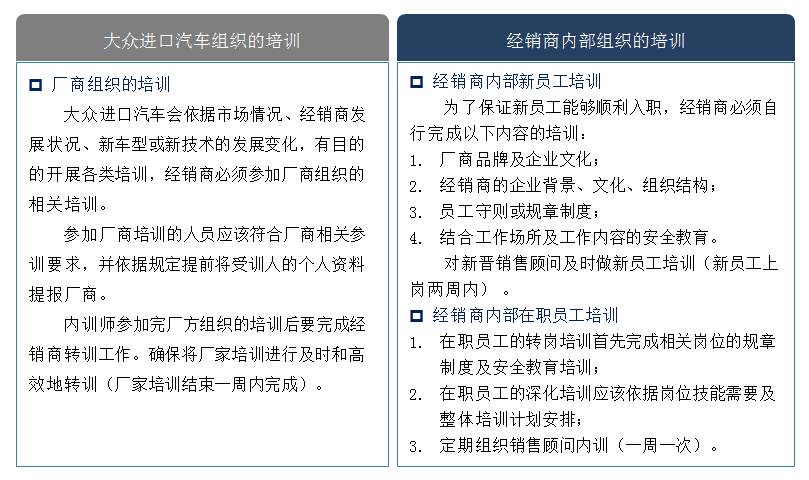 大众进口汽车组织的培训
厂商组织的培训
大众进口汽车会依据市场情况、经销商发
展状况、新车型或新技术的发展变化，有目的
的开展各类培训，经销商必须参加厂商组织的
相关培训。
参加厂商培训的人员应该符合厂商相关参
训要求，并依据规定提前将受训人的个人资料
提报厂商。
内训师参加完厂方组织的培训后要完成经
销商转训工作。确保将厂家培训进行及时和高
效地转训（厂家培训结束一周内完成）。
经销商内部组织的培训
经销商内部新员工培训
为了保证新员工能够顺利入职，经销商必须自
行完成以下内容的培训：
1. 厂商品牌及企业文化；
2. 经销商的企业背景、文化、组织结构；
3. 员工守则或规章制度；
4. 结合工作场所及工作内容的安全教育。
对新晋销售顾问及时做新员工培训（新员工上
岗两周内）。
经销商内部在职员工培训
1. 在职员工的转岗培训首先完成相关岗位的规章
制度及安全教育培训；
2. 在职员工的深化培训应该依据岗位技能需要及
整体培训计划安排；
3. 定期组织销售顾问内训（一周一次）。